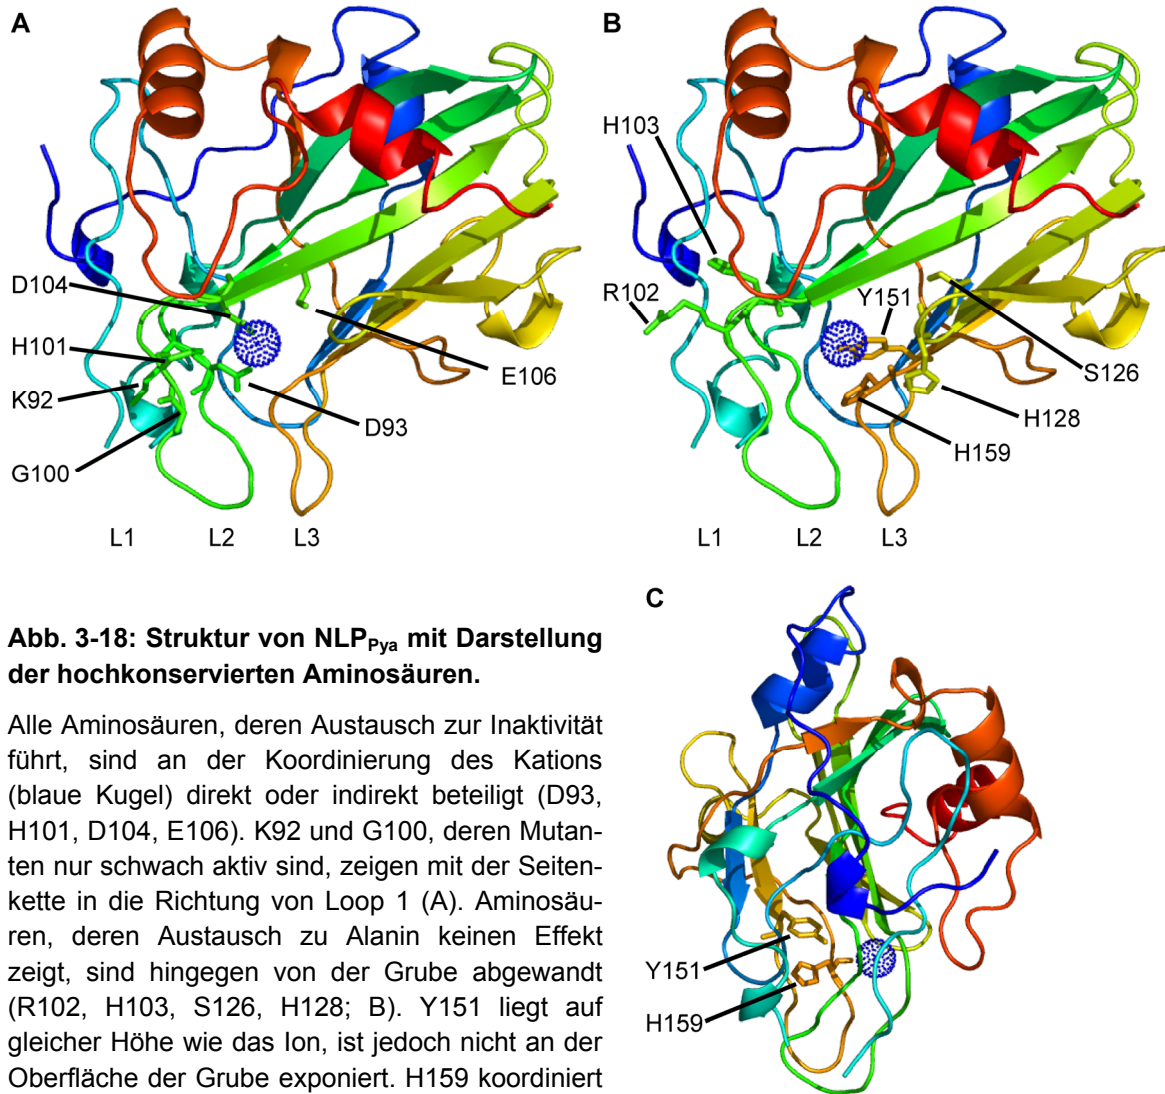 A
B
H103
R102
D104
H101
K92
G100
E106
D93
Y151
S126
H128
H159
L1
L2
L3
L1
L2
L3
C
Abb. 3-18: Struktur von NLPPya mit Darstellung
der hochkonservierten Aminosäuren.
Alle Aminosäuren, deren Austausch zur Inaktivität
führt, sind an der Koordinierung des Kations
(blaue Kugel) direkt oder indirekt beteiligt (D93,
H101, D104, E106). K92 und G100, deren Mutan-
ten nur schwach aktiv sind, zeigen mit der Seiten-
kette in die Richtung von Loop 1 (A). Aminosäu-
ren, deren Austausch zu Alanin keinen Effekt
zeigt, sind hingegen von der Grube abgewandt
(R102, H103, S126, H128; B). Y151 liegt auf
gleicher Höhe wie das Ion, ist jedoch nicht an der
Oberfläche der Grube exponiert. H159 koordiniert
Y151
H159